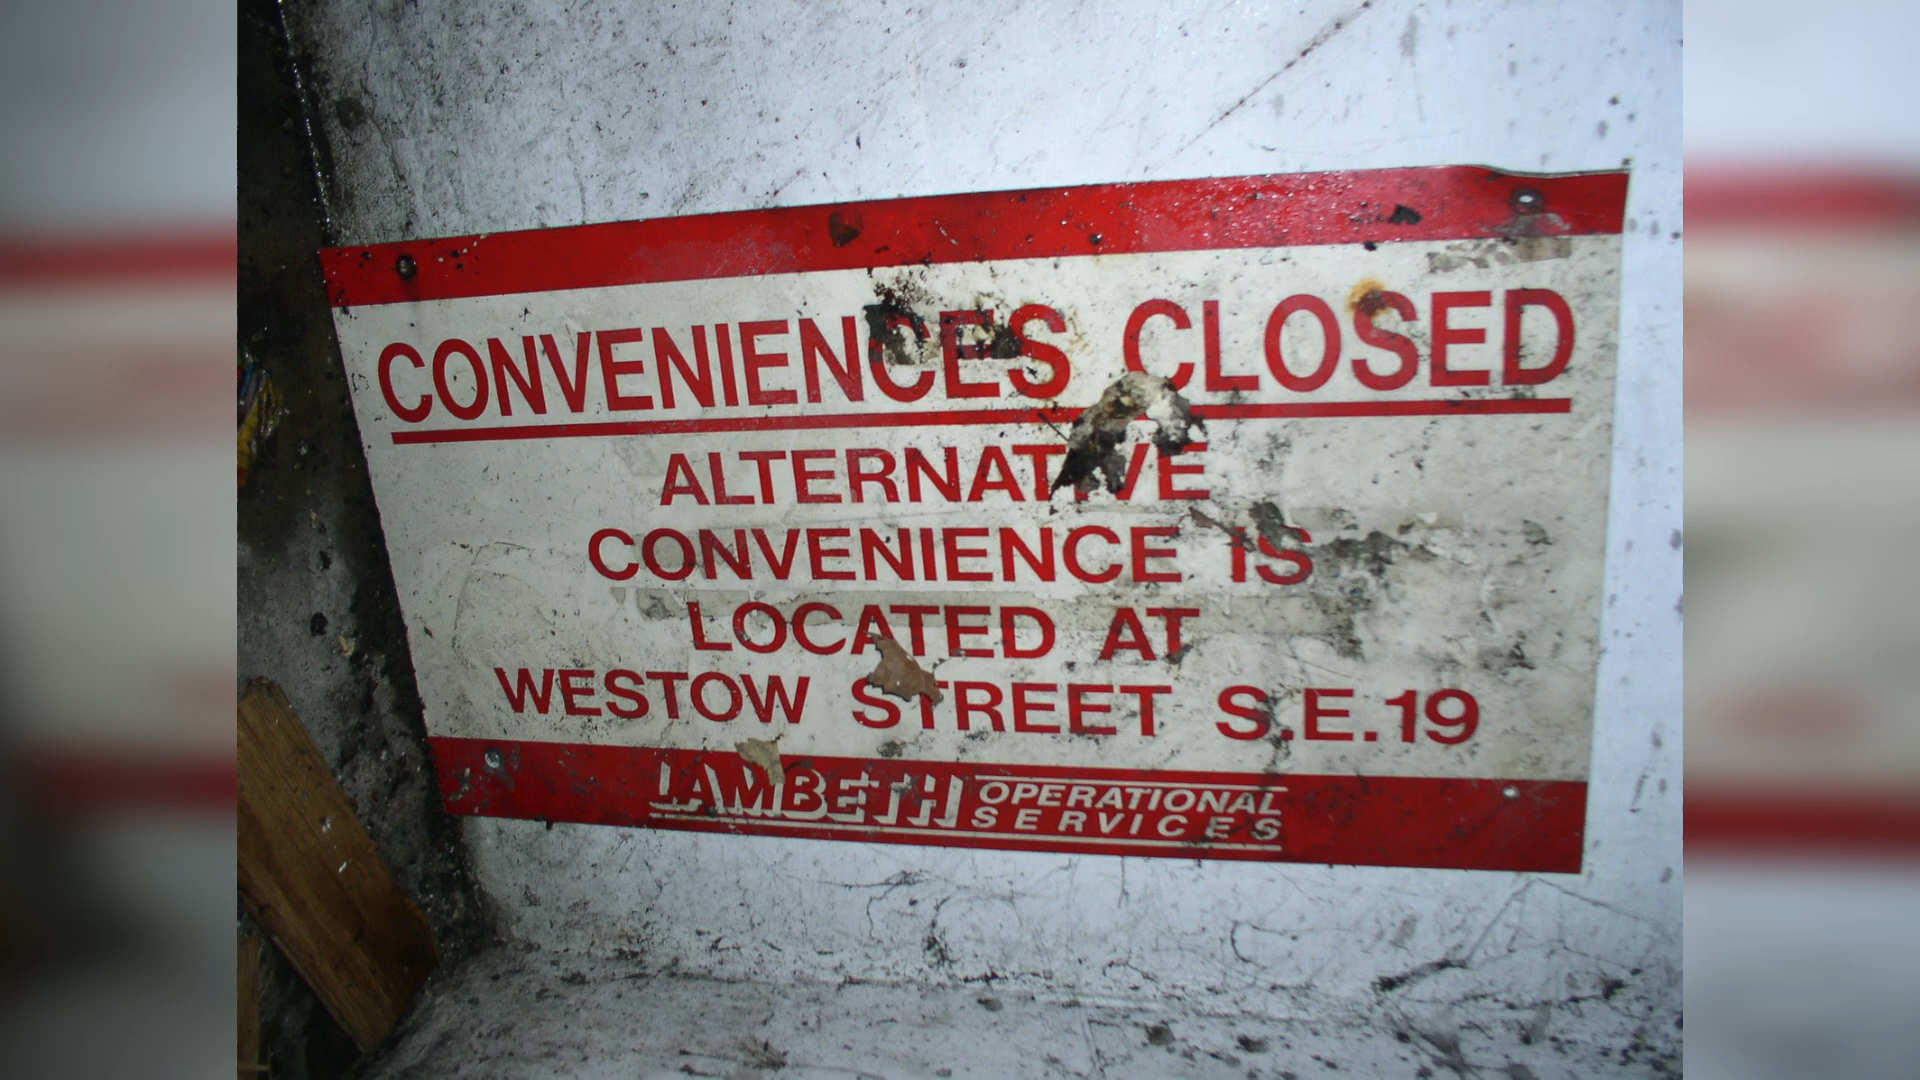 CONVENIENCES CLOSED
ALTERNATIVE
CONVENIENCE IS
LOCATED AT
WESTOW STREET S.E.19
LAMBETH OPERATIONAL
SERVICES